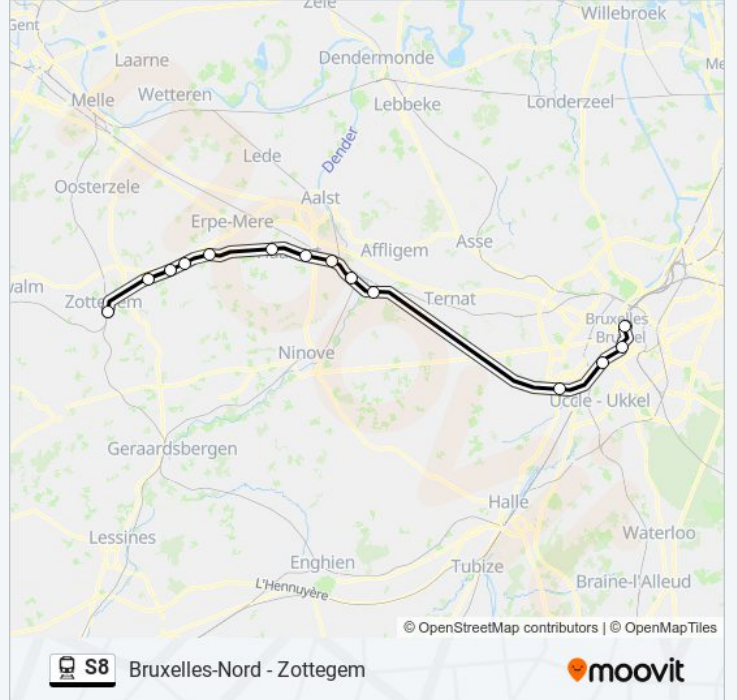 Zele
Willebroek
Gent
Laarne
Dendermonde
Me
Melle
Wetteren
Lebbeke
Londerzeel
Dender
Lede
Oosterzele
Aalst
Erpe-Mere
Affligem
Asse
walm
Zottegem
Ternat
Bruxelles
Brussel
Ninove
Uccle - Ukkel
Geraardsbergen
Halle
Lessines
Waterloo
Enghien
Tubize
L'Hennuyère
Braine-l'Alleud
© OpenStreetMap contributors | © OpenMapTiles
S8 Bruxelles-Nord - Zottegem
moovit